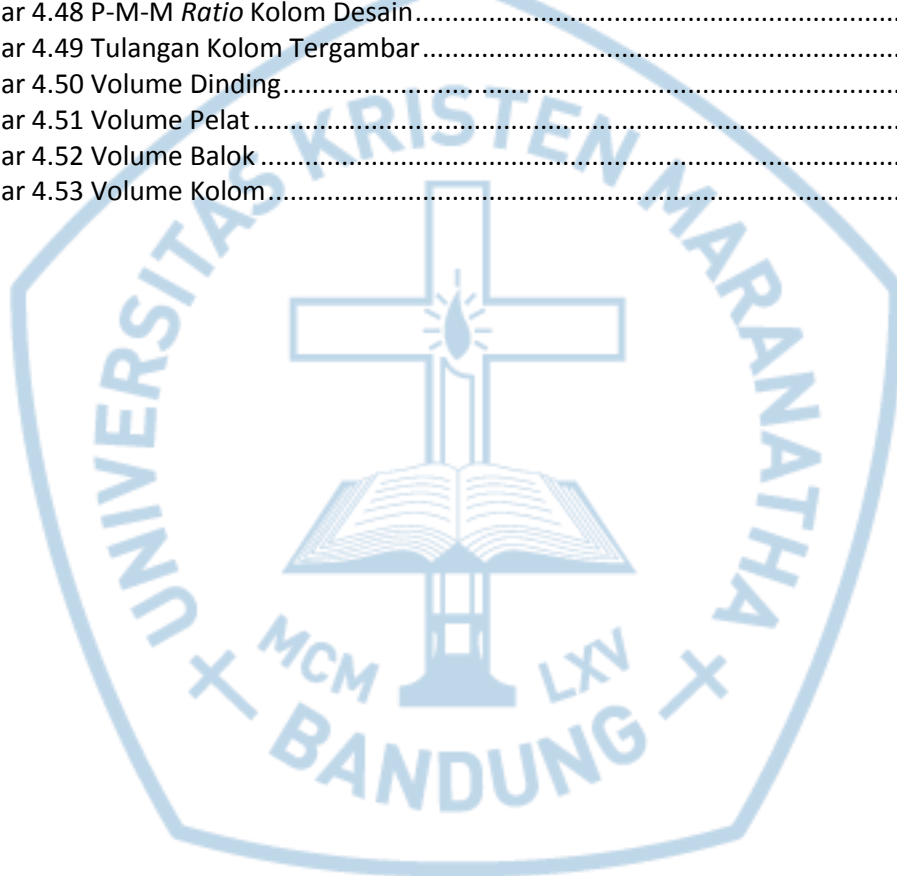 ar 4.48 P-M-M Ratio Kolom Desain
ar 4.49 Tulangan Kolom Tergambar
ar 4.50 Volume Dinding
ar 4.51 Volume Pelat
ar 4.52 Volume Balok
ar 4.53 Volume Kolom
UNIVERSITAS KRISTEN MARANATHA
MCM LXV
BANDUNG